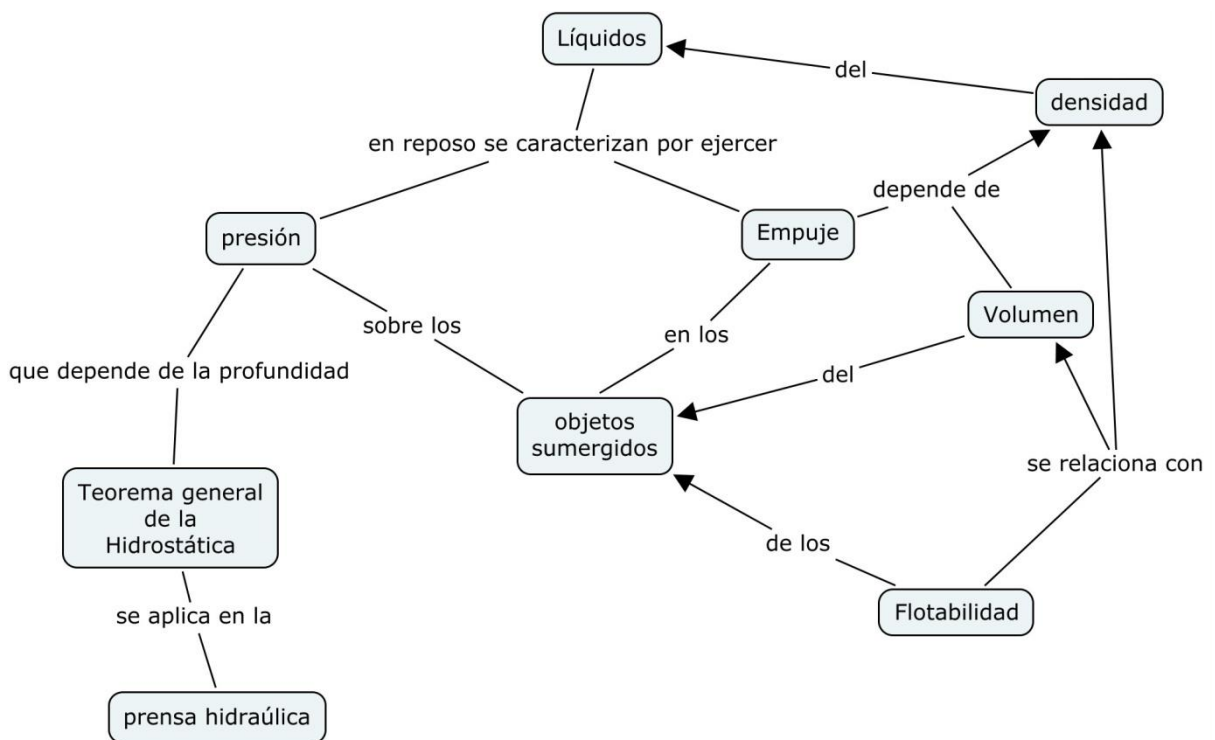 Líquidos
del
densidad
en reposo se caracterizan por ejercer
depende de
presión
Empuje
Volumen
sobre los
en los
que depende de la profundidad
del
objetos
sumergidos
se relaciona con
Teorema general
de la
Hidrostática
de los
se aplica en la
Flotabilidad
prensa hidraúlica